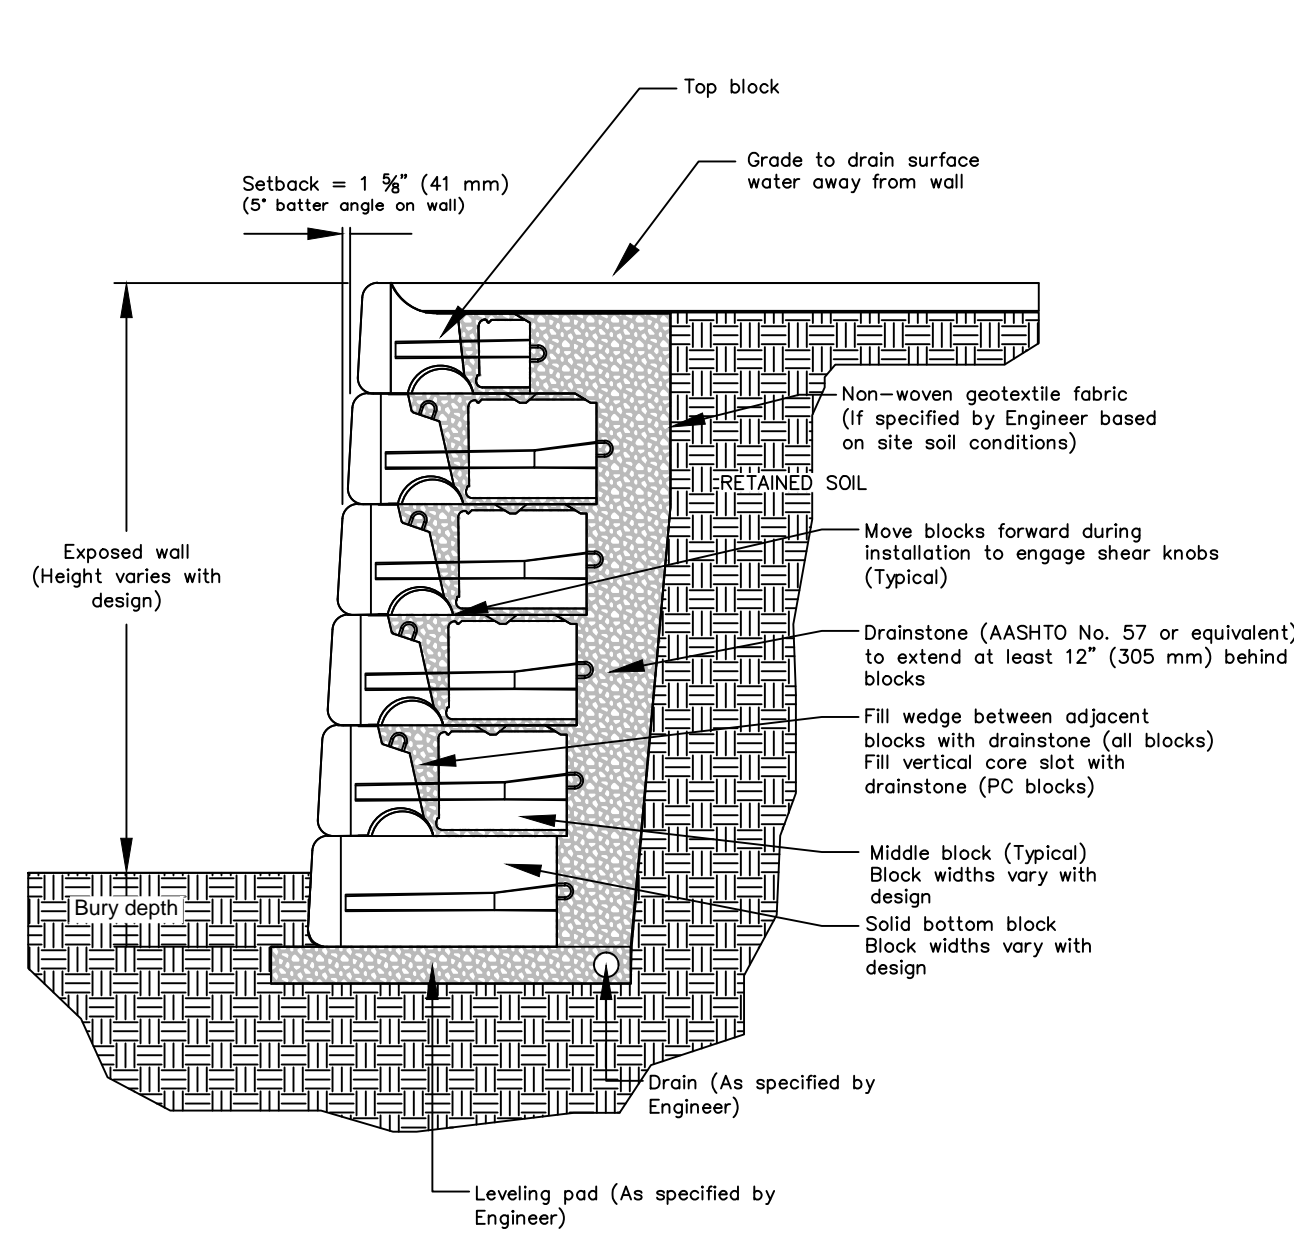 Top block
Grade to drain surface
water away from wall
Setback = 1 ⅝" (41 mm)
(5° batter angle on wall)
Non-woven geotextile fabric
(If specified by Engineer based
on site soil conditions)
RETAINED SOIL
Move blocks forward during
installation to engage shear knobs
(Typical)
Exposed wall
(Height varies with
design)
Drainstone (AASHTO No. 57 or equivalent)
to extend at least 12" (305 mm) behind
blocks
Fill wedge between adjacent
blocks with drainstone (all blocks)
Fill vertical core slot with
drainstone (PC blocks)
Middle block (Typical)
Block widths vary with
design
Bury depth
Solid bottom block
Block widths vary with
design
Drain (As specified by
Engineer)
Leveling pad (As specified by
Engineer)